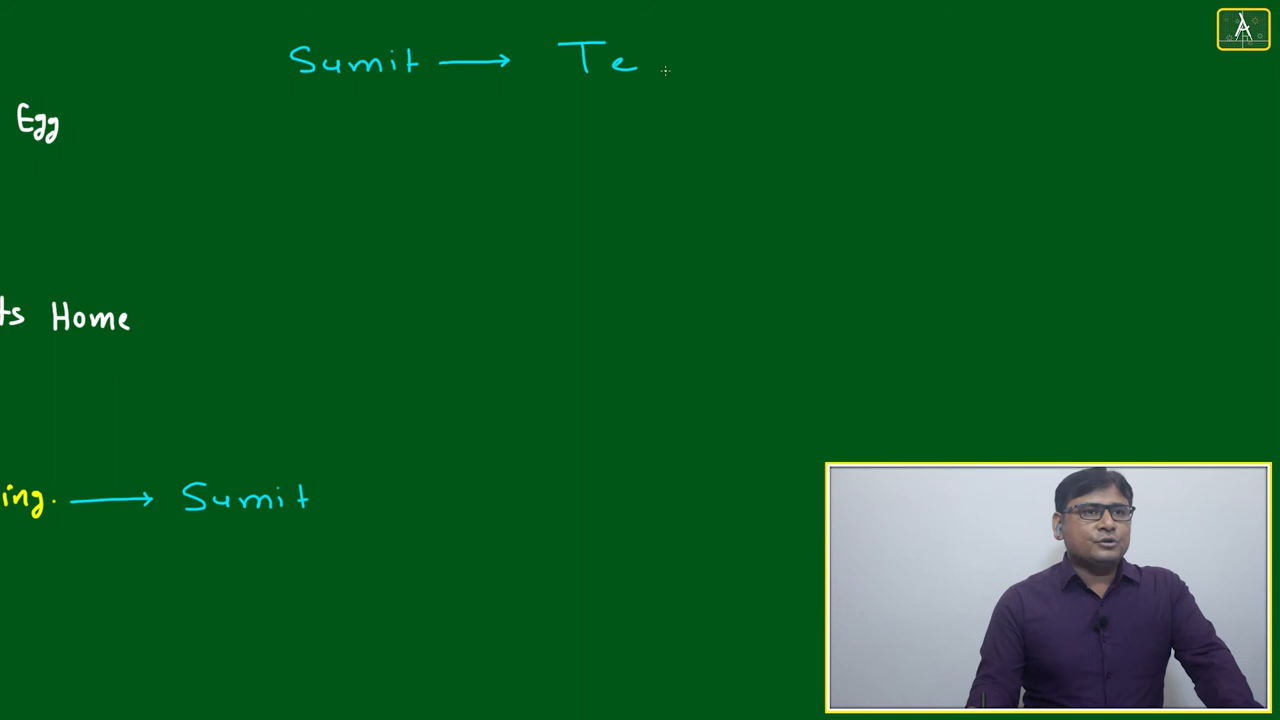 Sumit → Te
Egg
ts Home
ing. → Sumit